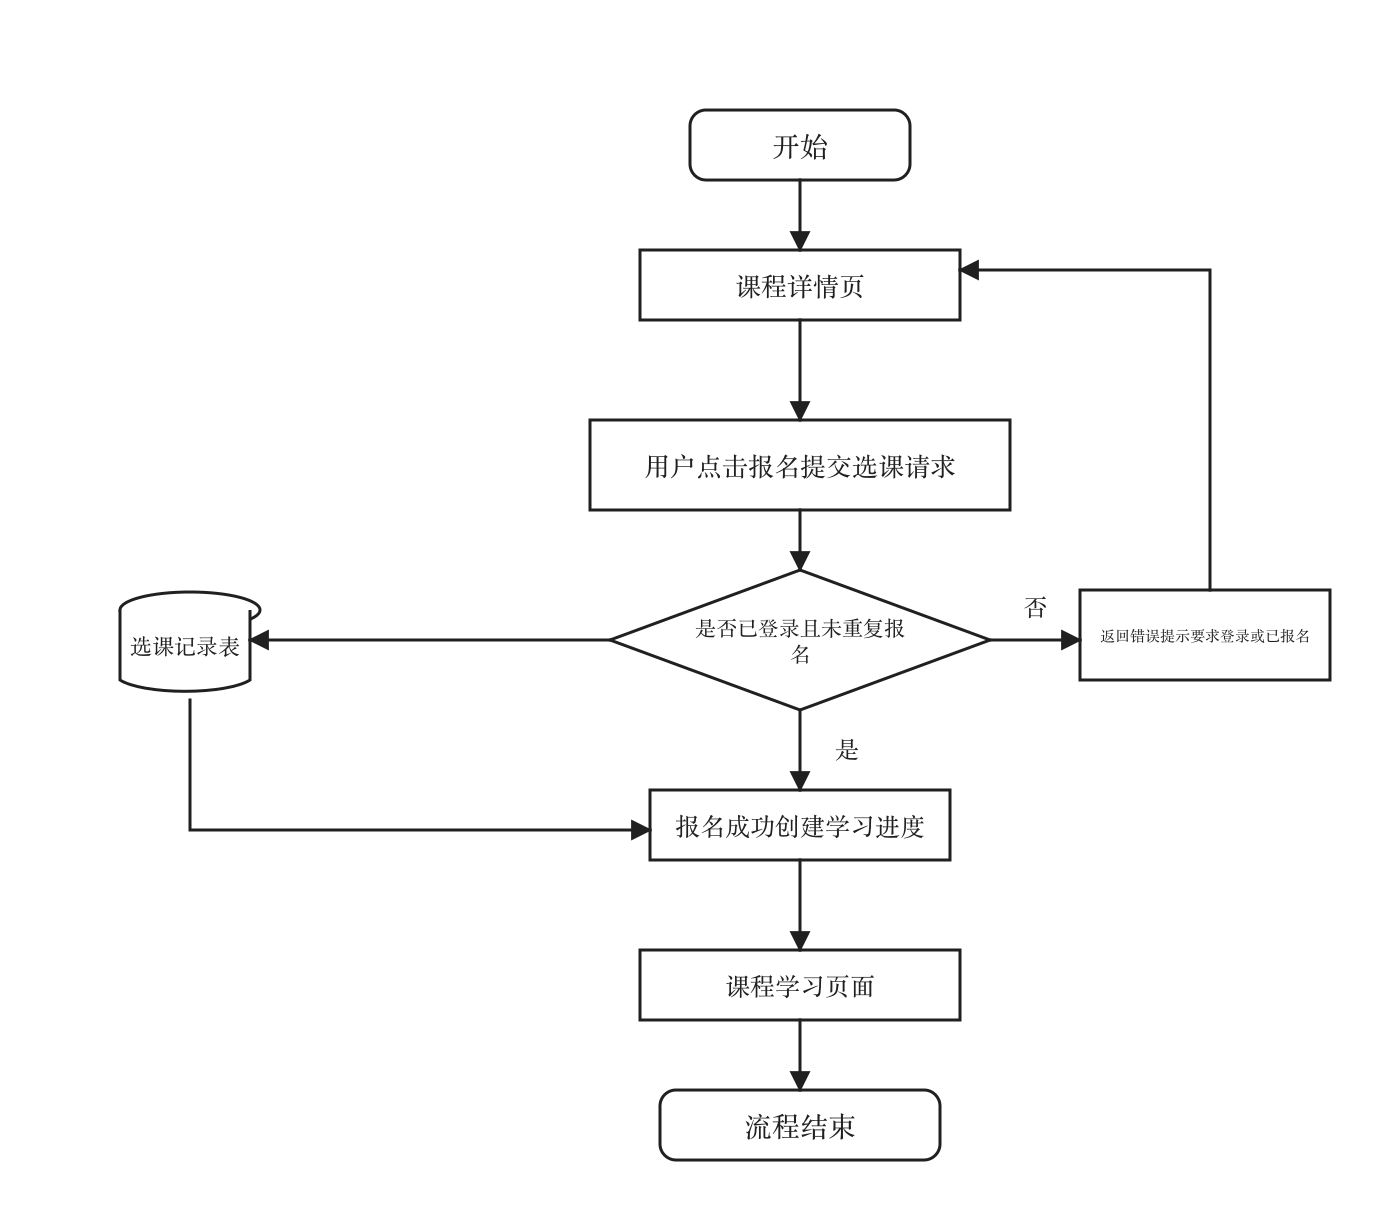 开始
课程详情页
用户点击报名提交选课请求
是否已登录且未重复报
名
否
返回错误提示要求登录或已报名
选课记录表
是
报名成功创建学习进度
课程学习页面
流程结束